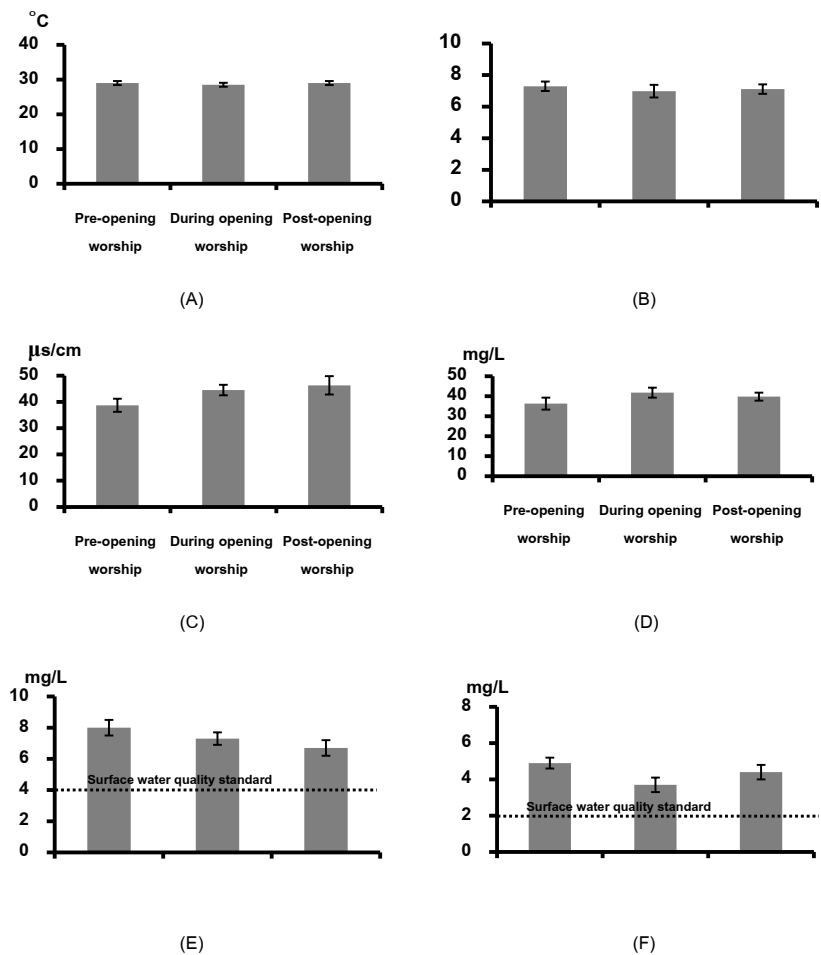 °C
40
30
20
10
0
Pre-opening worship
During opening worship
Post-opening worship
(A)
10
8
6
4
2
0
(B)
µs/cm
50
40
30
20
10
0
Pre-opening worship
During opening worship
Post-opening worship
(C)
mg/L
50
40
30
20
10
0
Pre-opening worship
During opening worship
Post-opening worship
(D)
mg/L
10
8
6
4
2
0
Surface water quality standard
(E)
mg/L
8
6
4
2
0
Surface water quality standard
(F)